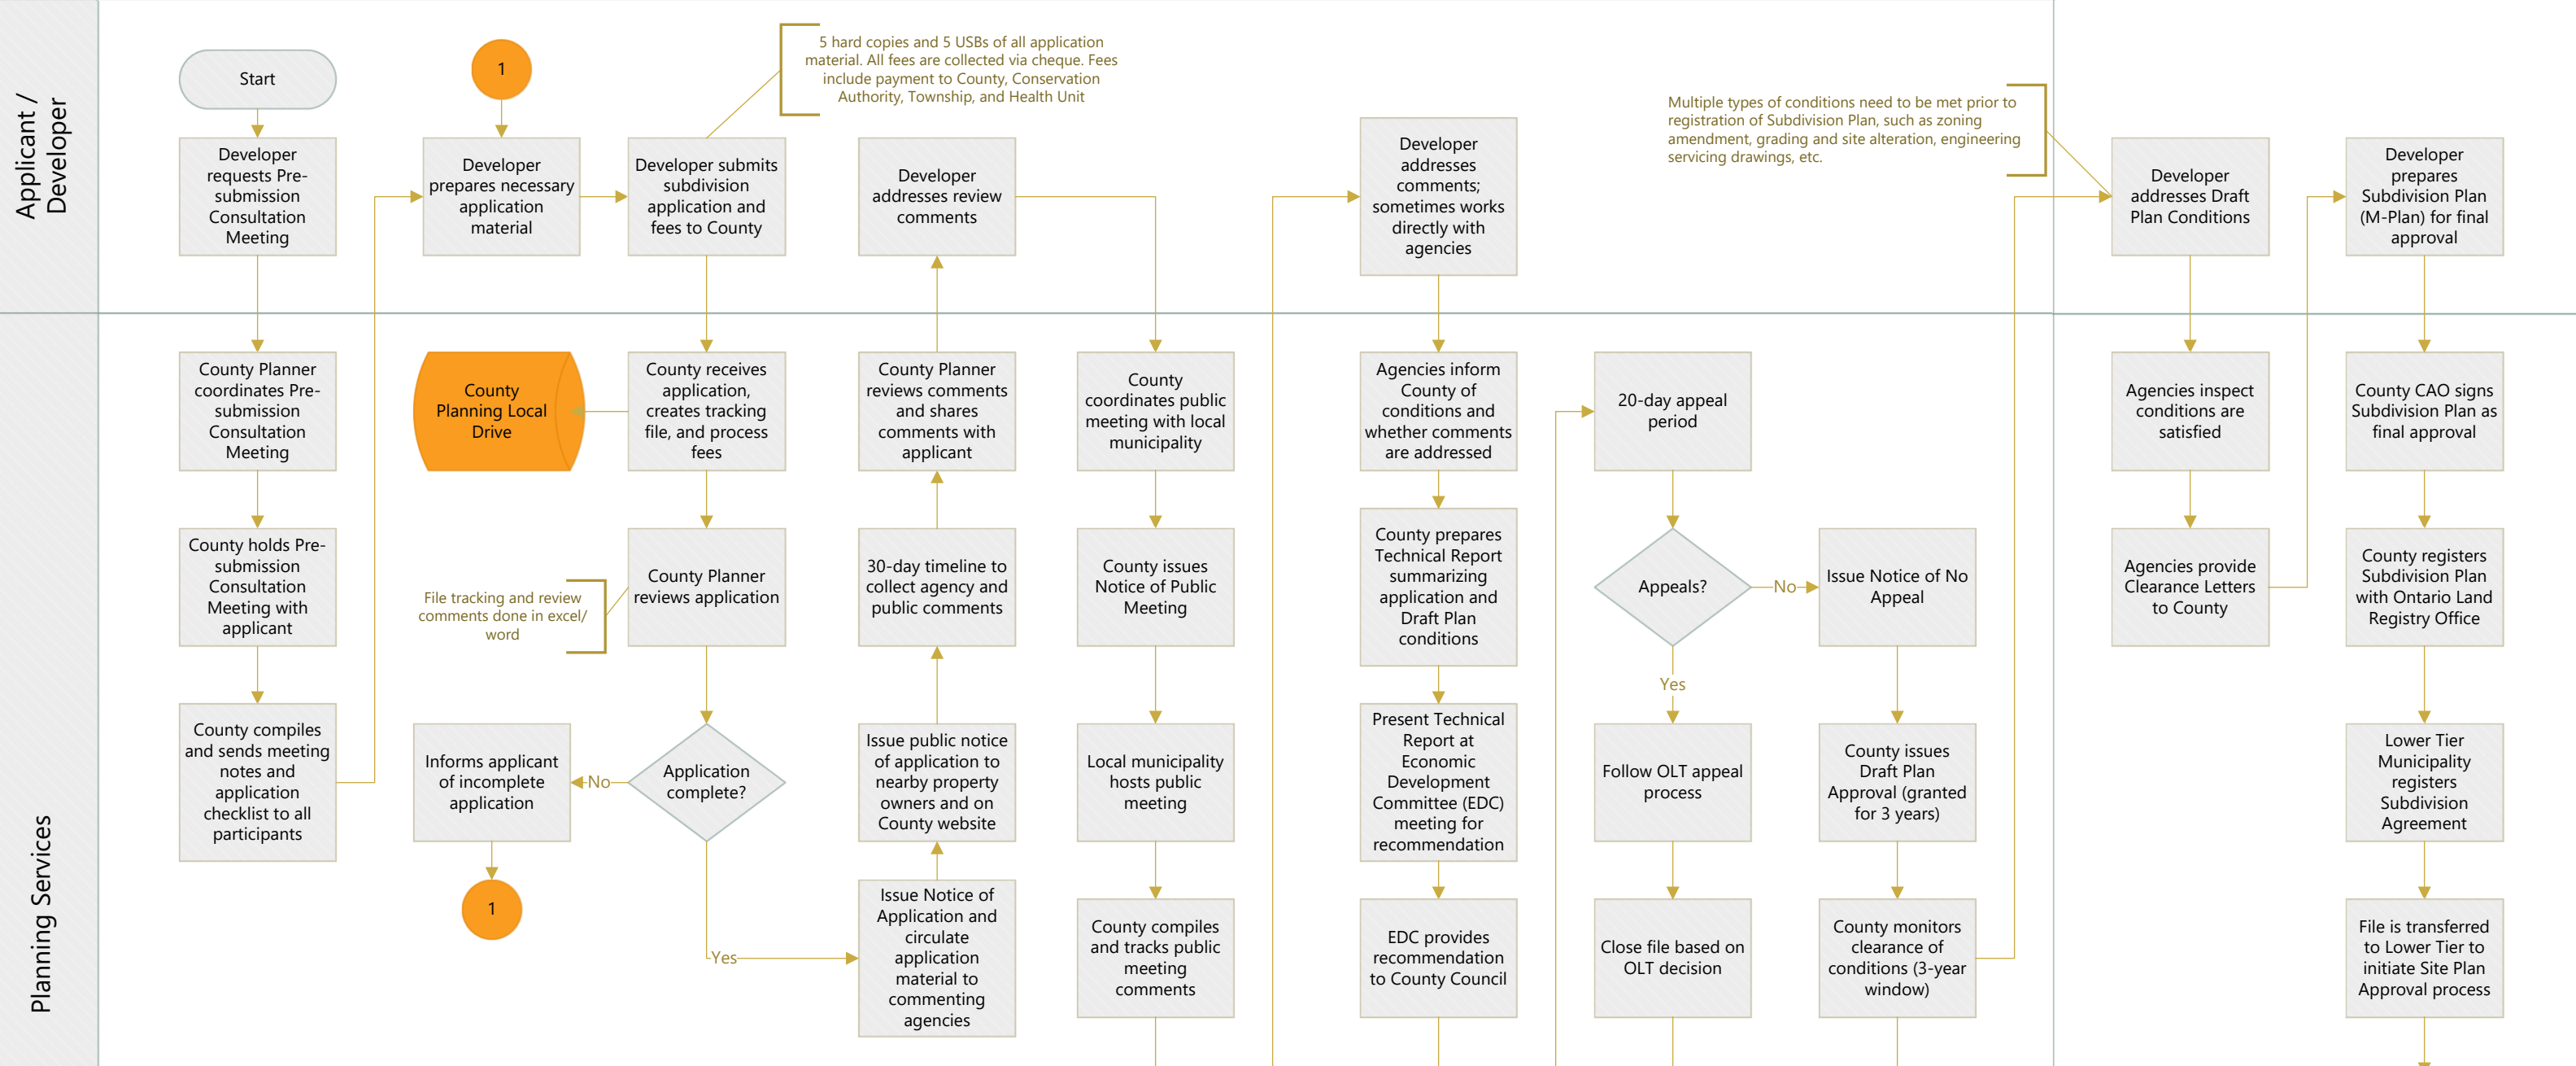 Applicant /
Developer
Start
Developer
requests Pre-
submission
Consultation
Meeting
1
Developer
prepares necessary
application
material
5 hard copies and 5 USBs of all application
material. All fees are collected via cheque. Fees
include payment to County, Conservation
Authority, Township, and Health Unit
Developer submits
subdivision
application and
fees to County
Developer
addresses review
comments
Developer
addresses
comments;
sometimes works
directly with
agencies
Multiple types of conditions need to be met prior to
registration of Subdivision Plan, such as zoning
amendment, grading and site alteration, engineering
servicing drawings, etc.
Developer
addresses Draft
Plan Conditions
Developer
prepares
Subdivision Plan
(M-Plan) for final
approval
Planning Services
County Planner
coordinates Pre-
submission
Consultation
Meeting
County holds Pre-
submission
Consultation
Meeting with
applicant
County compiles
and sends meeting
notes and
application
checklist to all
participants
County
Planning Local
Drive
County receives
application,
creates tracking
file, and process
fees
File tracking and review
comments done in excel/
word
County Planner
reviews application
Application
complete?
No
Informs applicant
of incomplete
application
1
Yes
Issue Notice of
Application and
circulate
application
material to
commenting
agencies
Issue public notice
of application to
nearby property
owners and on
County website
30-day timeline to
collect agency and
public comments
County Planner
reviews comments
and shares
comments with
applicant
County
coordinates public
meeting with local
municipality
County issues
Notice of Public
Meeting
Local municipality
hosts public
meeting
County compiles
and tracks public
meeting
comments
Agencies inform
County of
conditions and
whether comments
are addressed
County prepares
Technical Report
summarizing
application and
Draft Plan
conditions
Present Technical
Report at
Economic
Development
Committee (EDC)
meeting for
recommendation
EDC provides
recommendation
to County Council
20-day appeal
period
Appeals?
No
Issue Notice of No
Appeal
Yes
Follow OLT appeal
process
Close file based on
OLT decision
County issues
Draft Plan
Approval (granted
for 3 years)
County monitors
clearance of
conditions (3-year
window)
Agencies inspect
conditions are
satisfied
Agencies provide
Clearance Letters
to County
County CAO signs
Subdivision Plan as
final approval
County registers
Subdivision Plan
with Ontario Land
Registry Office
Lower Tier
Municipality
registers
Subdivision
Agreement
File is transferred
to Lower Tier to
initiate Site Plan
Approval process